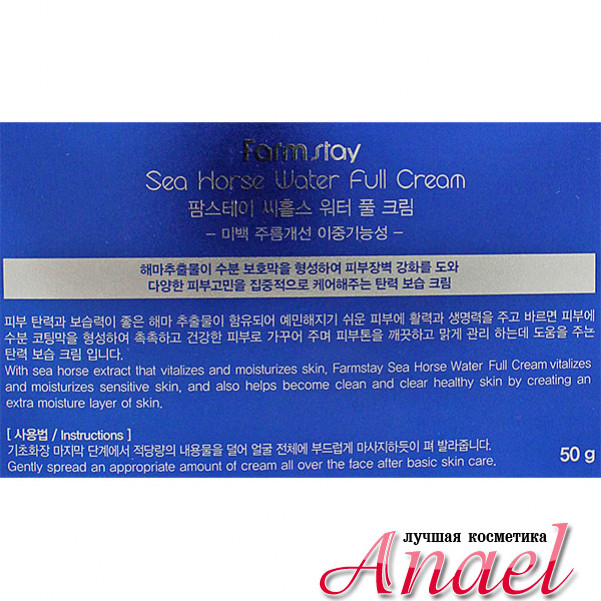 Farmstay
Sea Horse Water Full Cream
팜스테이 씨홀스 워터 풀 크림
- 미백 주름개선 이중기능성 -
해마추출물이 수분 보호막을 형성하여 피부장벽 강화를 도와
다양한 피부고민을 집중적으로 케어해주는 탄력 보습 크림
피부 탄력과 보습력이 좋은 해마 추출물이 함유되어 예민해지기 쉬운 피부에 활력과 생명력을 주고 바르면 피부에
수분 코팅막을 형성하여 촉촉하고 건강한 피부로 가꾸어 주며 피부톤을 깨끗하고 맑게 관리 하는데 도움을 주는
탄력 보습 크림 입니다.
With sea horse extract that vitalizes and moisturizes skin, Farmstay Sea Horse Water Full Cream vitalizes
and moisturizes sensitive skin, and also helps become clean and clear healthy skin by creating an
extra moisture layer of skin.
[ 사용법 / Instructions ]
기초화장 마지막 단계에서 적당량의 내용물을 덜어 얼굴 전체에 부드럽게 마사지하듯이 펴 발라줍니다.
Gently spread an appropriate amount of cream all over the face after basic skin care.
50 g
лучшая косметика
Anael